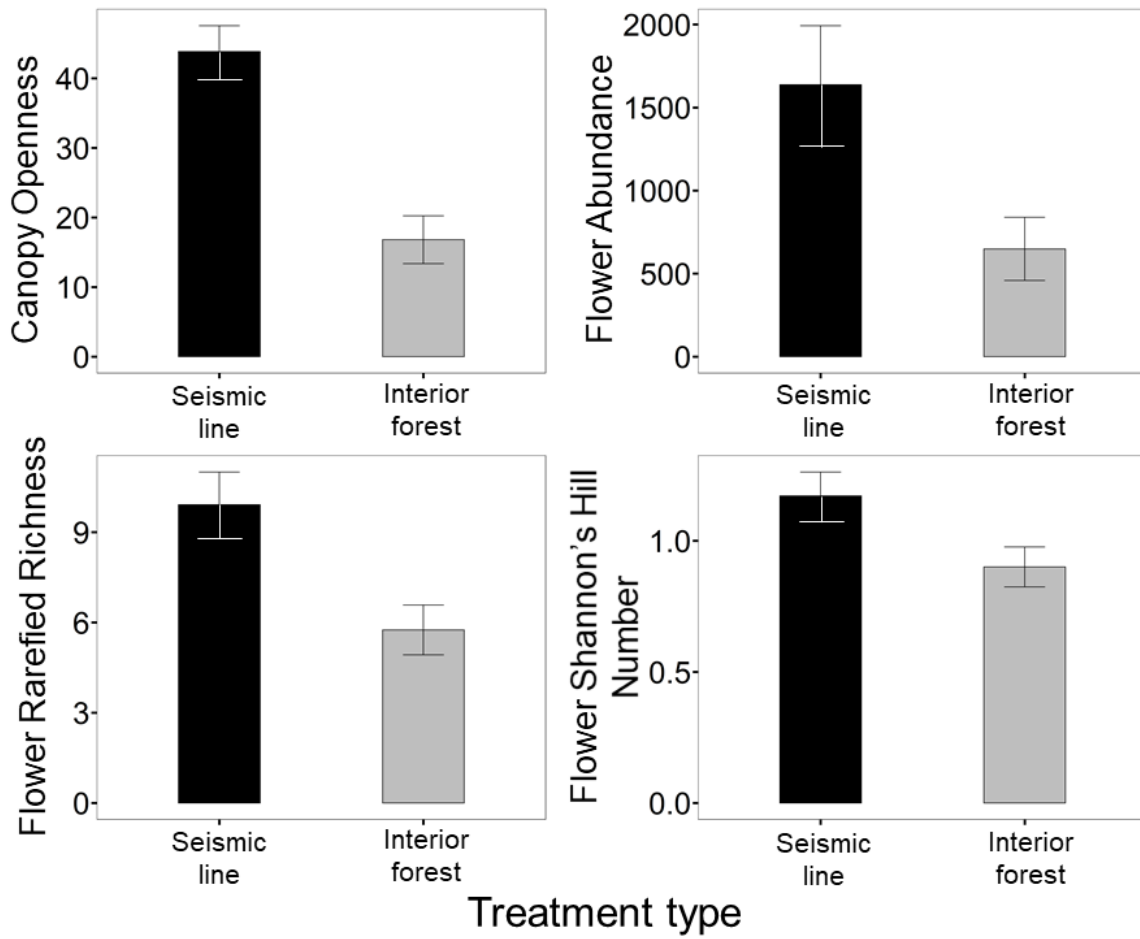 Canopy Openness
40
30
20
10
0
Seismic
line
Interior
forest
Flower Abundance
2000
1500
1000
500
0
Seismic
line
Interior
forest
Flower Rarefied Richness
9
6
3
0
Seismic
line
Interior
forest
Flower Shannon’s Hill
Number
1.0
0.5
0.0
Seismic
line
Interior
forest
Treatment type